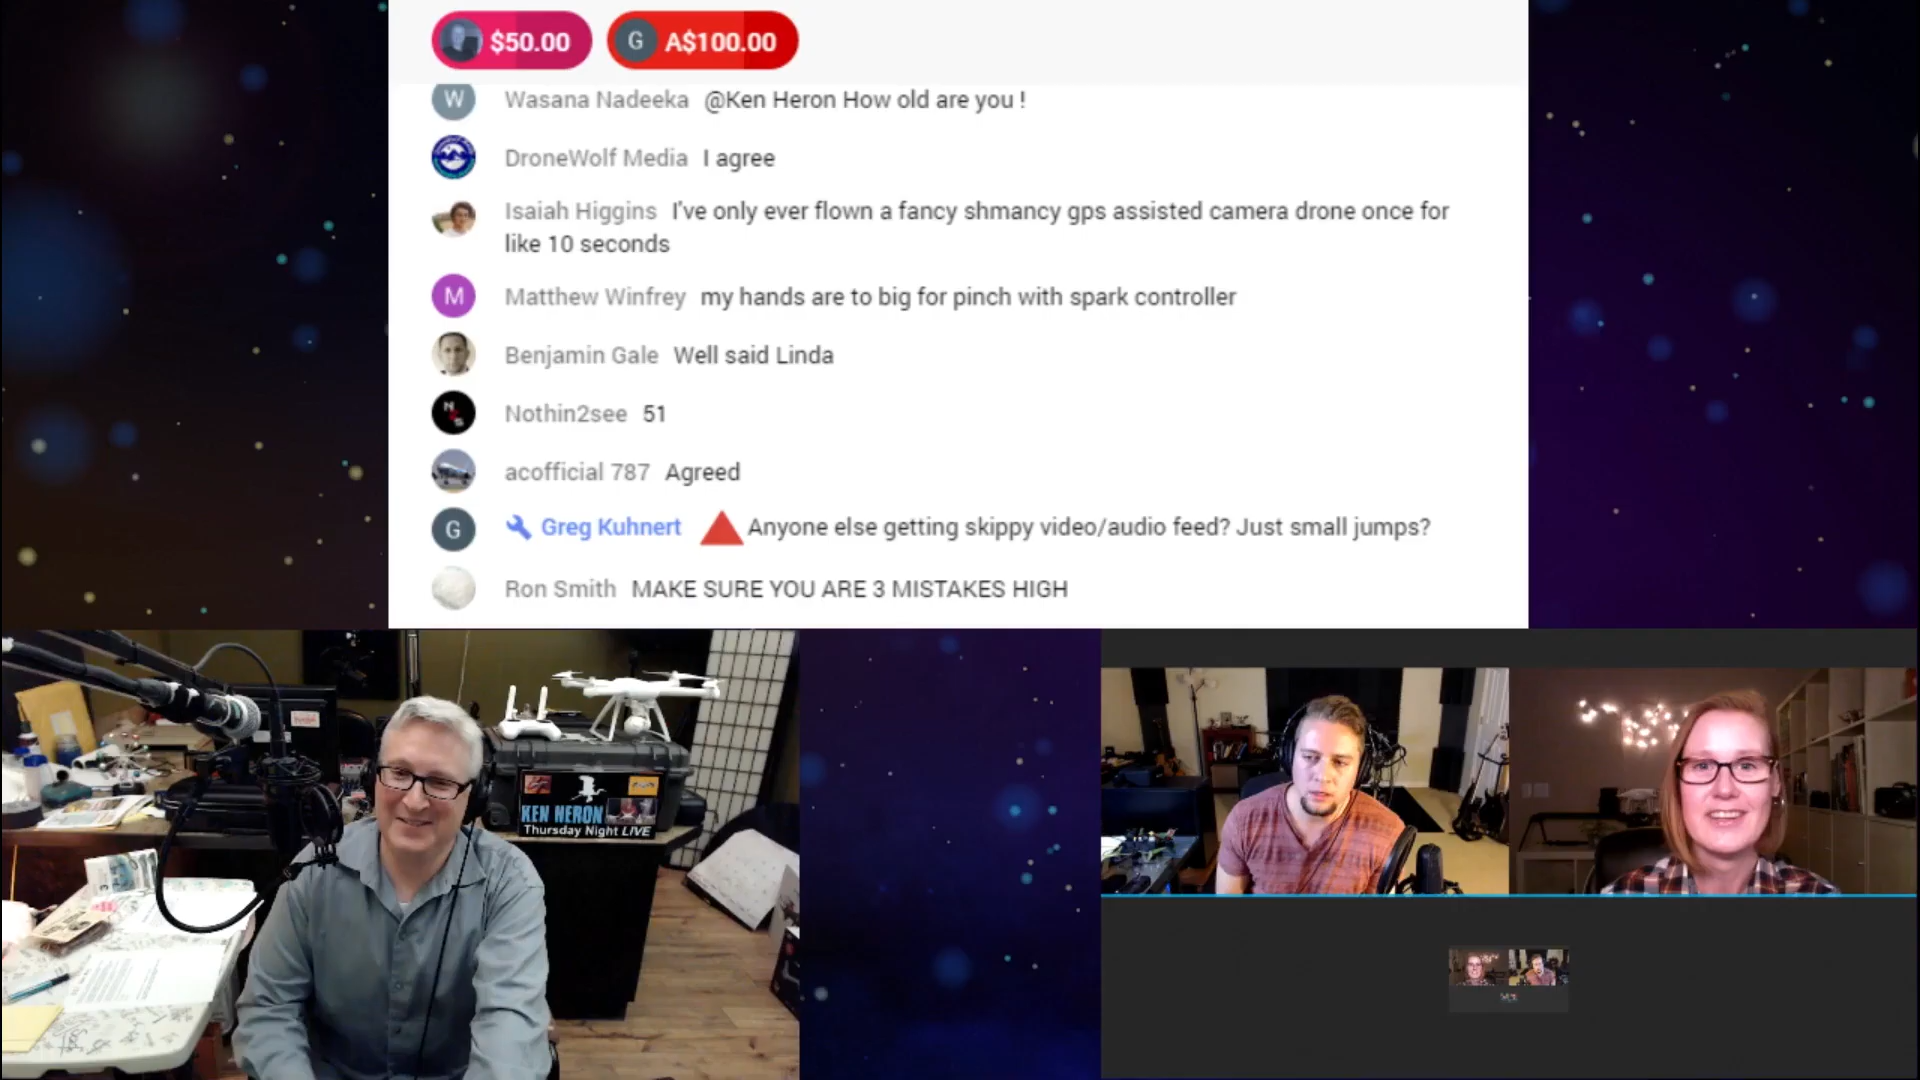 $50.00
G A$100.00
W Wasana Nadeeka @Ken Heron How old are you !
DroneWolf Media I agree
Isaiah Higgins I've only ever flown a fancy shmancy gps assisted camera drone once for
like 10 seconds
M Matthew Winfrey my hands are to big for pinch with spark controller
Benjamin Gale Well said Linda
Nothin2see 51
acofficial 787 Agreed
G Greg Kuhnert Anyone else getting skippy video/audio feed? Just small jumps?
Ron Smith MAKE SURE YOU ARE 3 MISTAKES HIGH
KEN HERON
Thursday Night LIVE